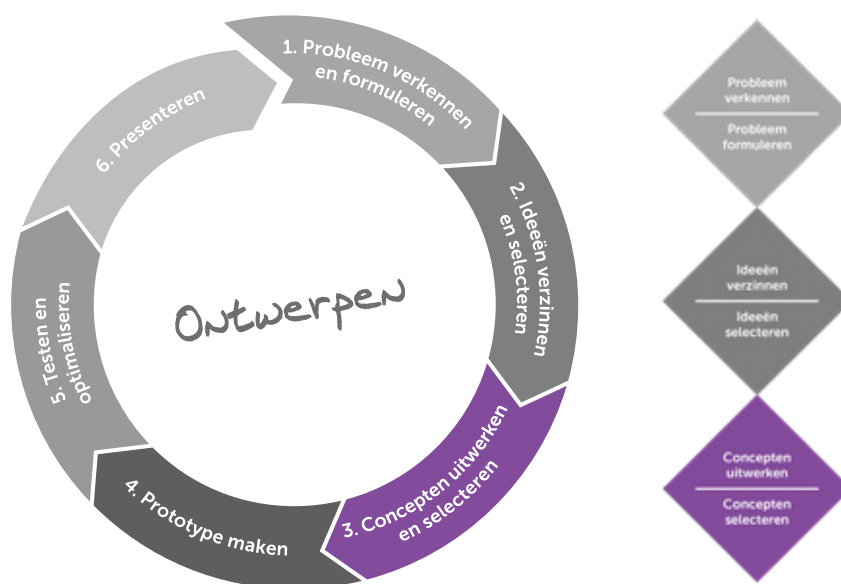 1. Probleem verkennen
en formuleren
2. Ideeën verzinnen
en selecteren
3. Concepten uitwerken
en selecteren
4. Prototype maken
5. Testen en
optimaliseren
6. Presenteren
Ontwerpen
Probleem
verkennen
Probleem
formuleren
Ideeën
verzinnen
Ideeën
selecteren
Concepten
uitwerken
Concepten
selecteren